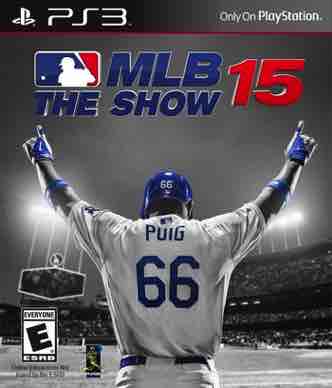 PS3
Only On PlayStation®
MLB 15
THE SHOW
66
PUIG
66
EVERYONE
E
ESRB